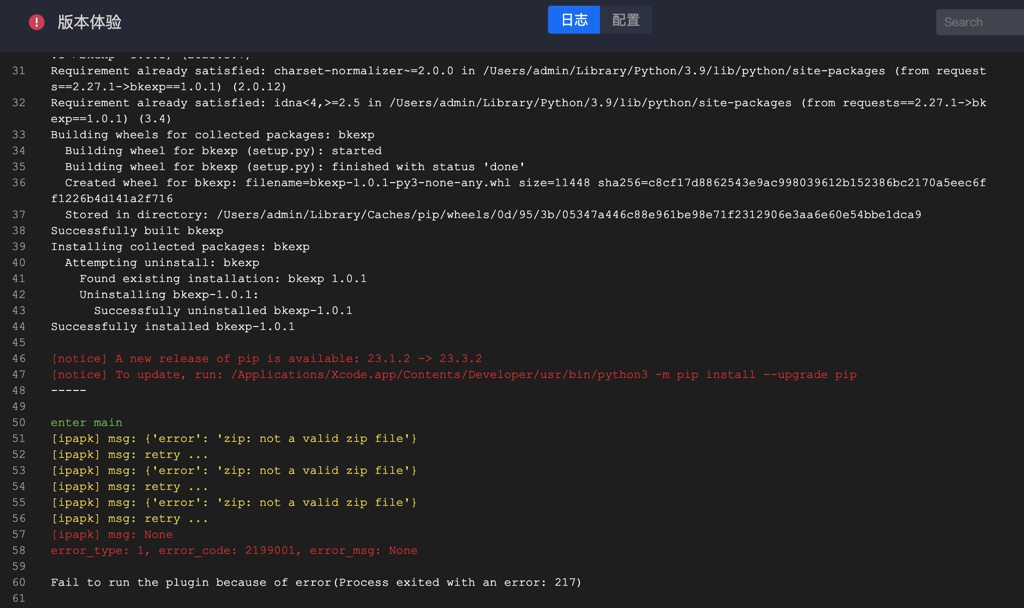 版本体验
日志
配置
Search
31 Requirement already satisfied: charset-normalizer~=2.0.0 in /Users/admin/Library/Python/3.9/lib/python/site-packages (from request
s==2.27.1->bkexp==1.0.1) (2.0.12)
32 Requirement already satisfied: idna<4,>=2.5 in /Users/admin/Library/Python/3.9/lib/python/site-packages (from requests==2.27.1->bk
exp==1.0.1) (3.4)
33 Building wheels for collected packages: bkexp
34 Building wheel for bkexp (setup.py): started
35 Building wheel for bkexp (setup.py): finished with status 'done'
36 Created wheel for bkexp: filename=bkexp-1.0.1-py3-none-any.whl size=11448 sha256=c8cf17d8862543e9ac998039612b152386bc2170a5eec6f
f1226b4d141a2f716
37 Stored in directory: /Users/admin/Library/Caches/pip/wheels/0d/95/3b/05347a446c88e961be98e71f2312906e3aa6e60e54bbe1dca9
38 Successfully built bkexp
39 Installing collected packages: bkexp
40 Attempting uninstall: bkexp
41 Found existing installation: bkexp 1.0.1
42 Uninstalling bkexp-1.0.1:
43 Successfully uninstalled bkexp-1.0.1
44 Successfully installed bkexp-1.0.1
45
46 [notice] A new release of pip is available: 23.1.2 -> 23.3.2
47 [notice] To update, run: /Applications/Xcode.app/Contents/Developer/usr/bin/python3 -m pip install --upgrade pip
48 -----
49
50 enter main
51 [ipapk] msg: {'error': 'zip: not a valid zip file'}
52 [ipapk] msg: retry ...
53 [ipapk] msg: {'error': 'zip: not a valid zip file'}
54 [ipapk] msg: retry ...
55 [ipapk] msg: {'error': 'zip: not a valid zip file'}
56 [ipapk] msg: retry ...
57 [ipapk] msg: None
58 error_type: 1, error_code: 2199001, error_msg: None
59
60 Fail to run the plugin because of error(Process exited with an error: 217)
61